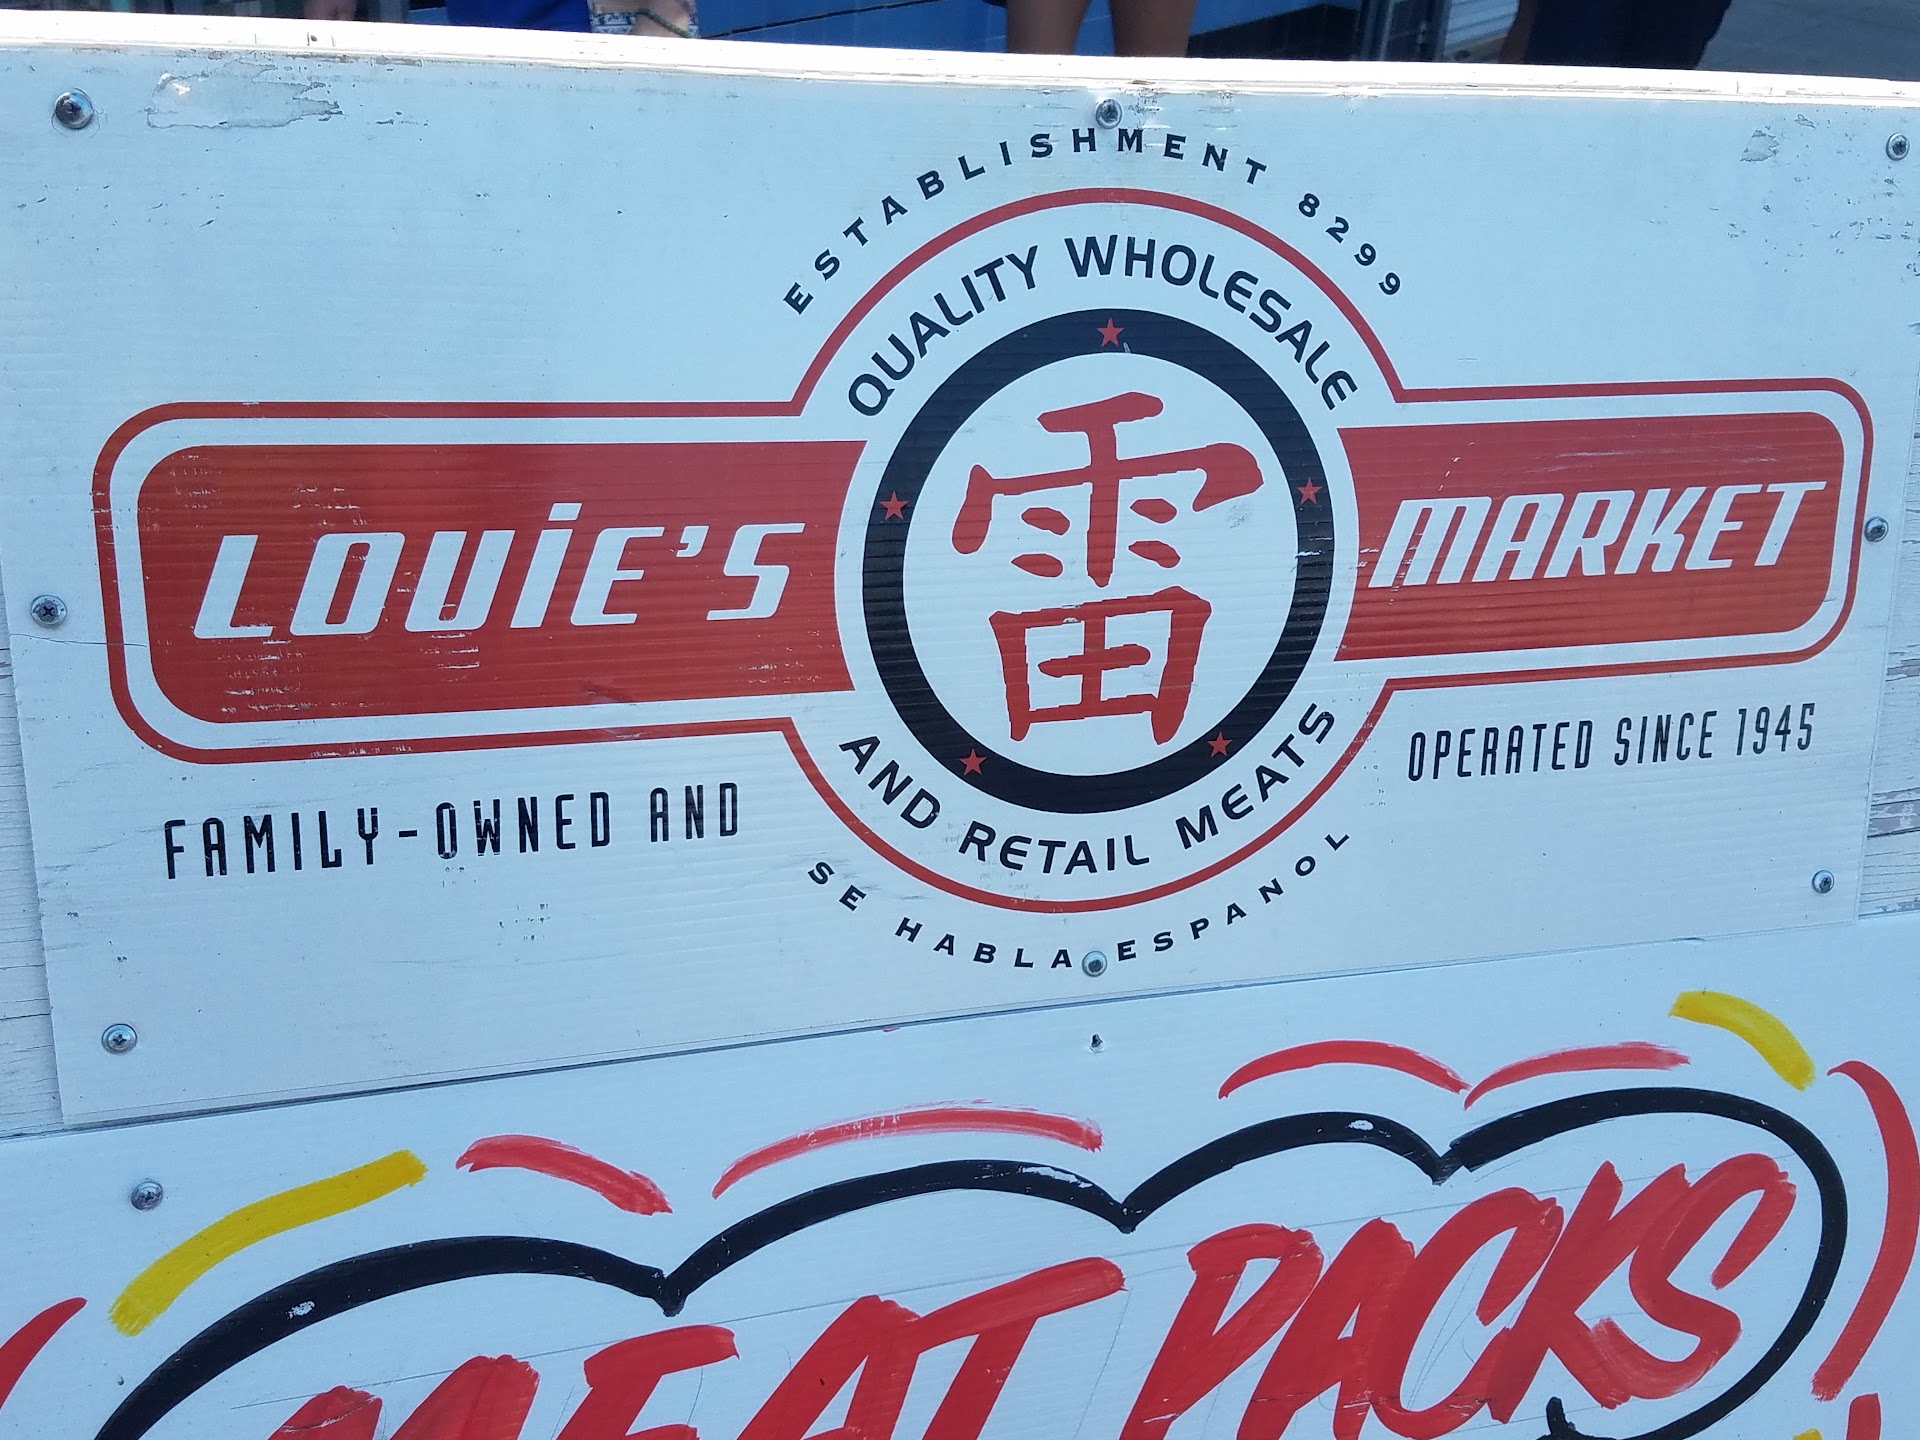 ESTABLISHMENT 8299
QUALITY WHOLESALE
LOUIE'S
雷
MARKET
AND RETAIL MEATS
FAMILY-OWNED AND
OPERATED SINCE 1945
SE HABLA ESPANOL
MEAT PACKS